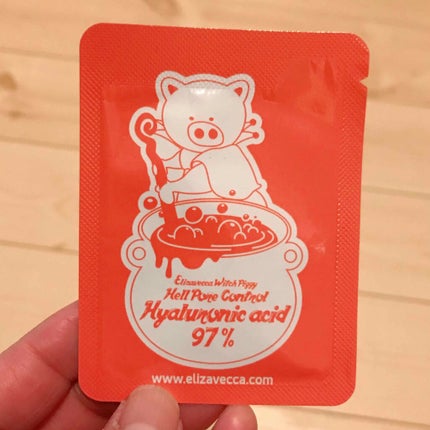 Elizavecca Witch Piggy
Hell Pore Control
Hyaluronic acid
97%
www.elizavecca.com